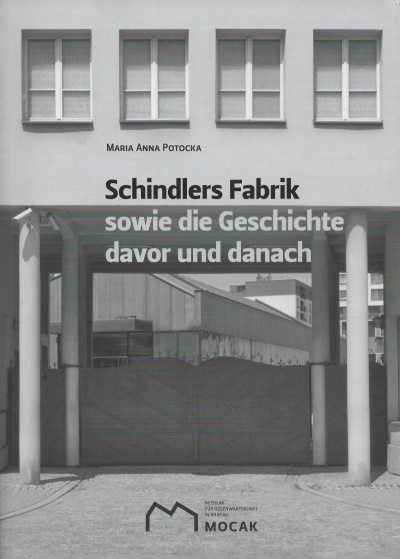 MARIA ANNA POTOCKA
Schindlers Fabrik
sowie die Geschichte
davor und danach
MUSEUM
FÜR GEGENWARTSKUNST
IN KRAKAU
MOCAK